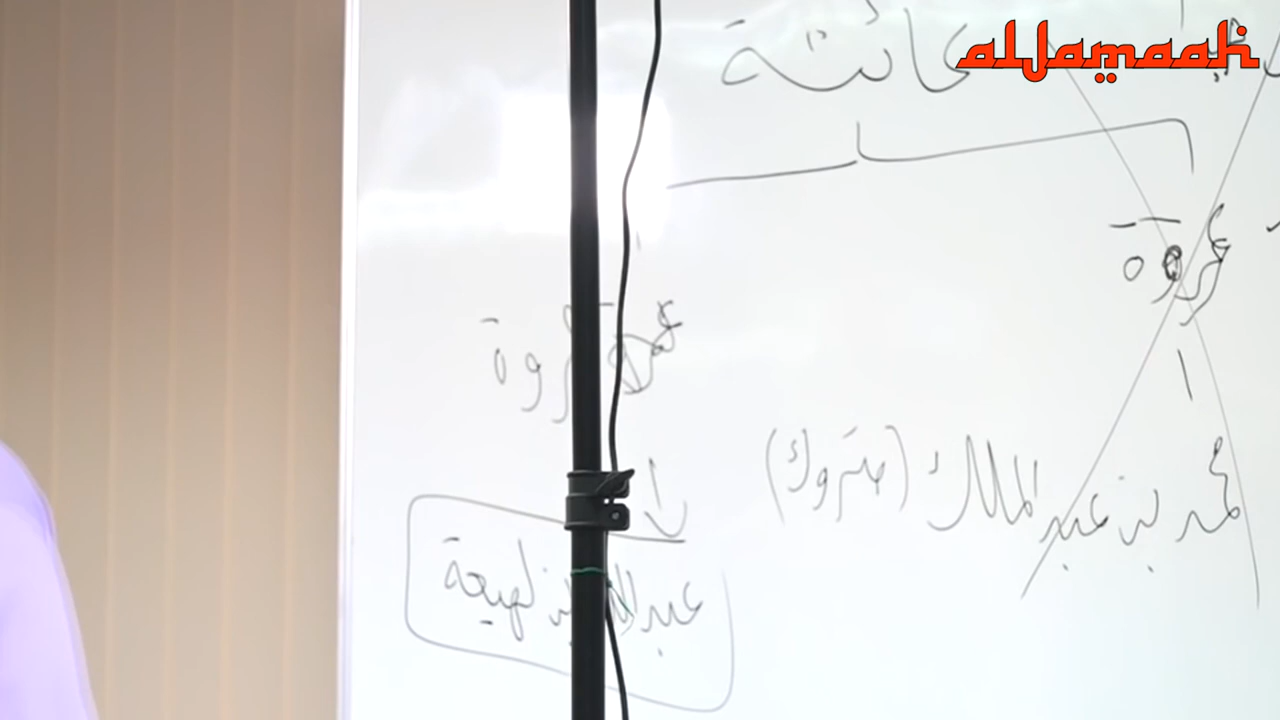 alJamaah
عائشة
عروة
عروة
محمد بن عبد الملك (متروك)
عبد الله بن لهيعة